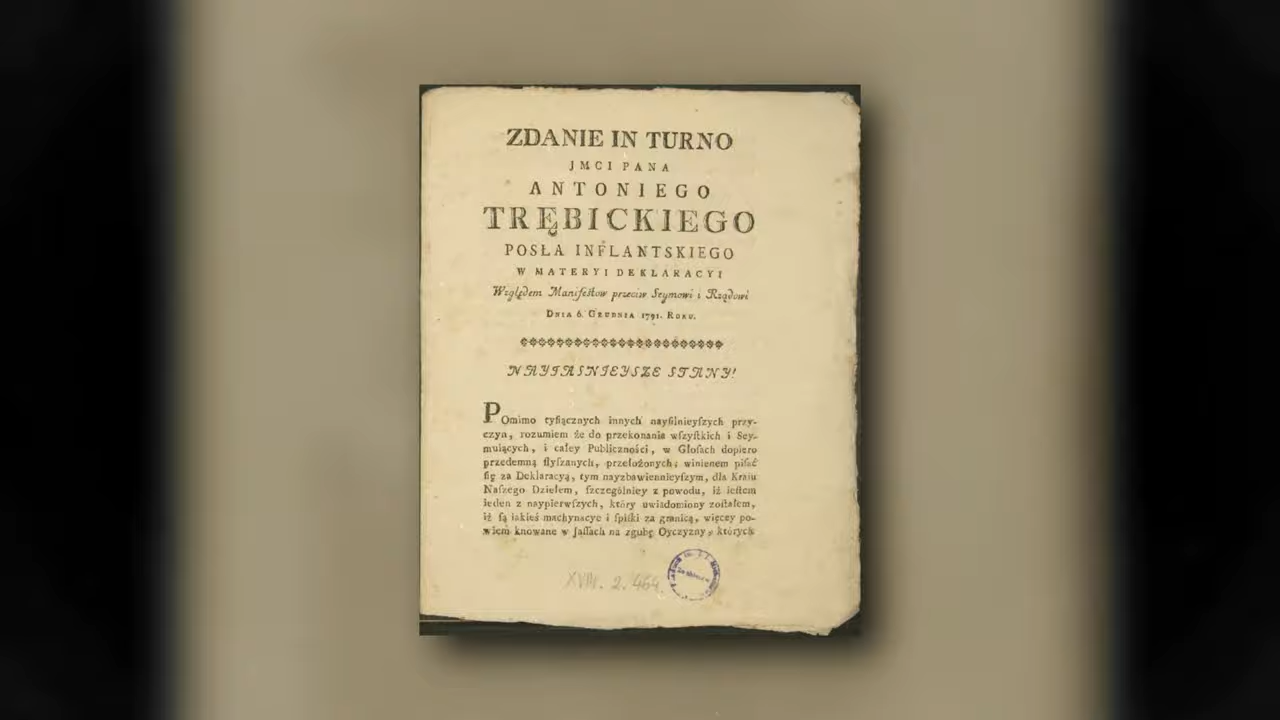 ZDANIE IN TURNO
JMCI PANA
ANTONIEGO
TRĘBICKIEGO
POSŁA INFLANTSKIEGO
W MATERYI DEKLARACYI
Względem Manifestow przeciw Seymowi i Rządowi
DNIA 6. GRUDNIA 1791. ROKU.
NAYIASNIEYSZE STANY!
POmimo tyſiącznych innych nayſilnieyſzych przy-
czyn, rozumiem że do przekonania wſzyſtkich i Sey-
muiących, i całey Publiczności, w Głoſach dopiero
przedemną ſłyſzanych, przełożonych; winienem piſać
ſię za Deklaracyą, tym nayzbawiennieyſzym, dla Kraiu
Naſzego Dziełem, ſzczególniey z powodu, iż ieſtem
ieden z naypierwſzych, który uwiadomiony zoſtałem,
iż ſą iakieś machynacye i ſpiſki za granicą, więcey po-
wiem knowane w Jaſſach na zgubę Oyczyzny, których
XVIII. 2. 464.